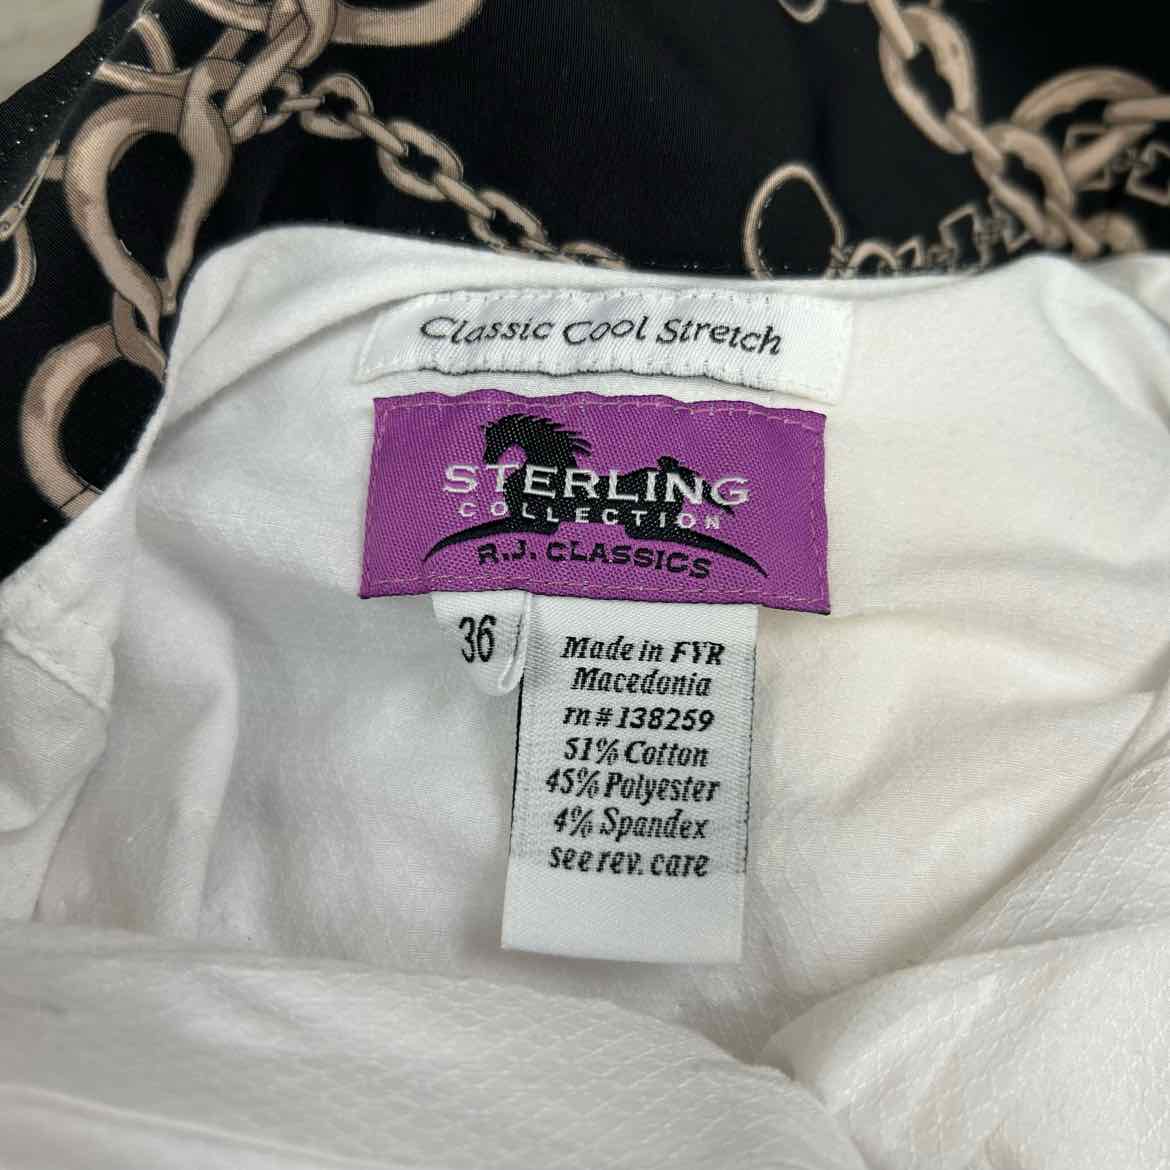 Classic Cool Stretch
STERLING
COLLECTION
R.J. CLASSICS
36
Made in FYR
Macedonia
rn# 138259
51% Cotton
45% Polyester
4% Spandex
see rev. care